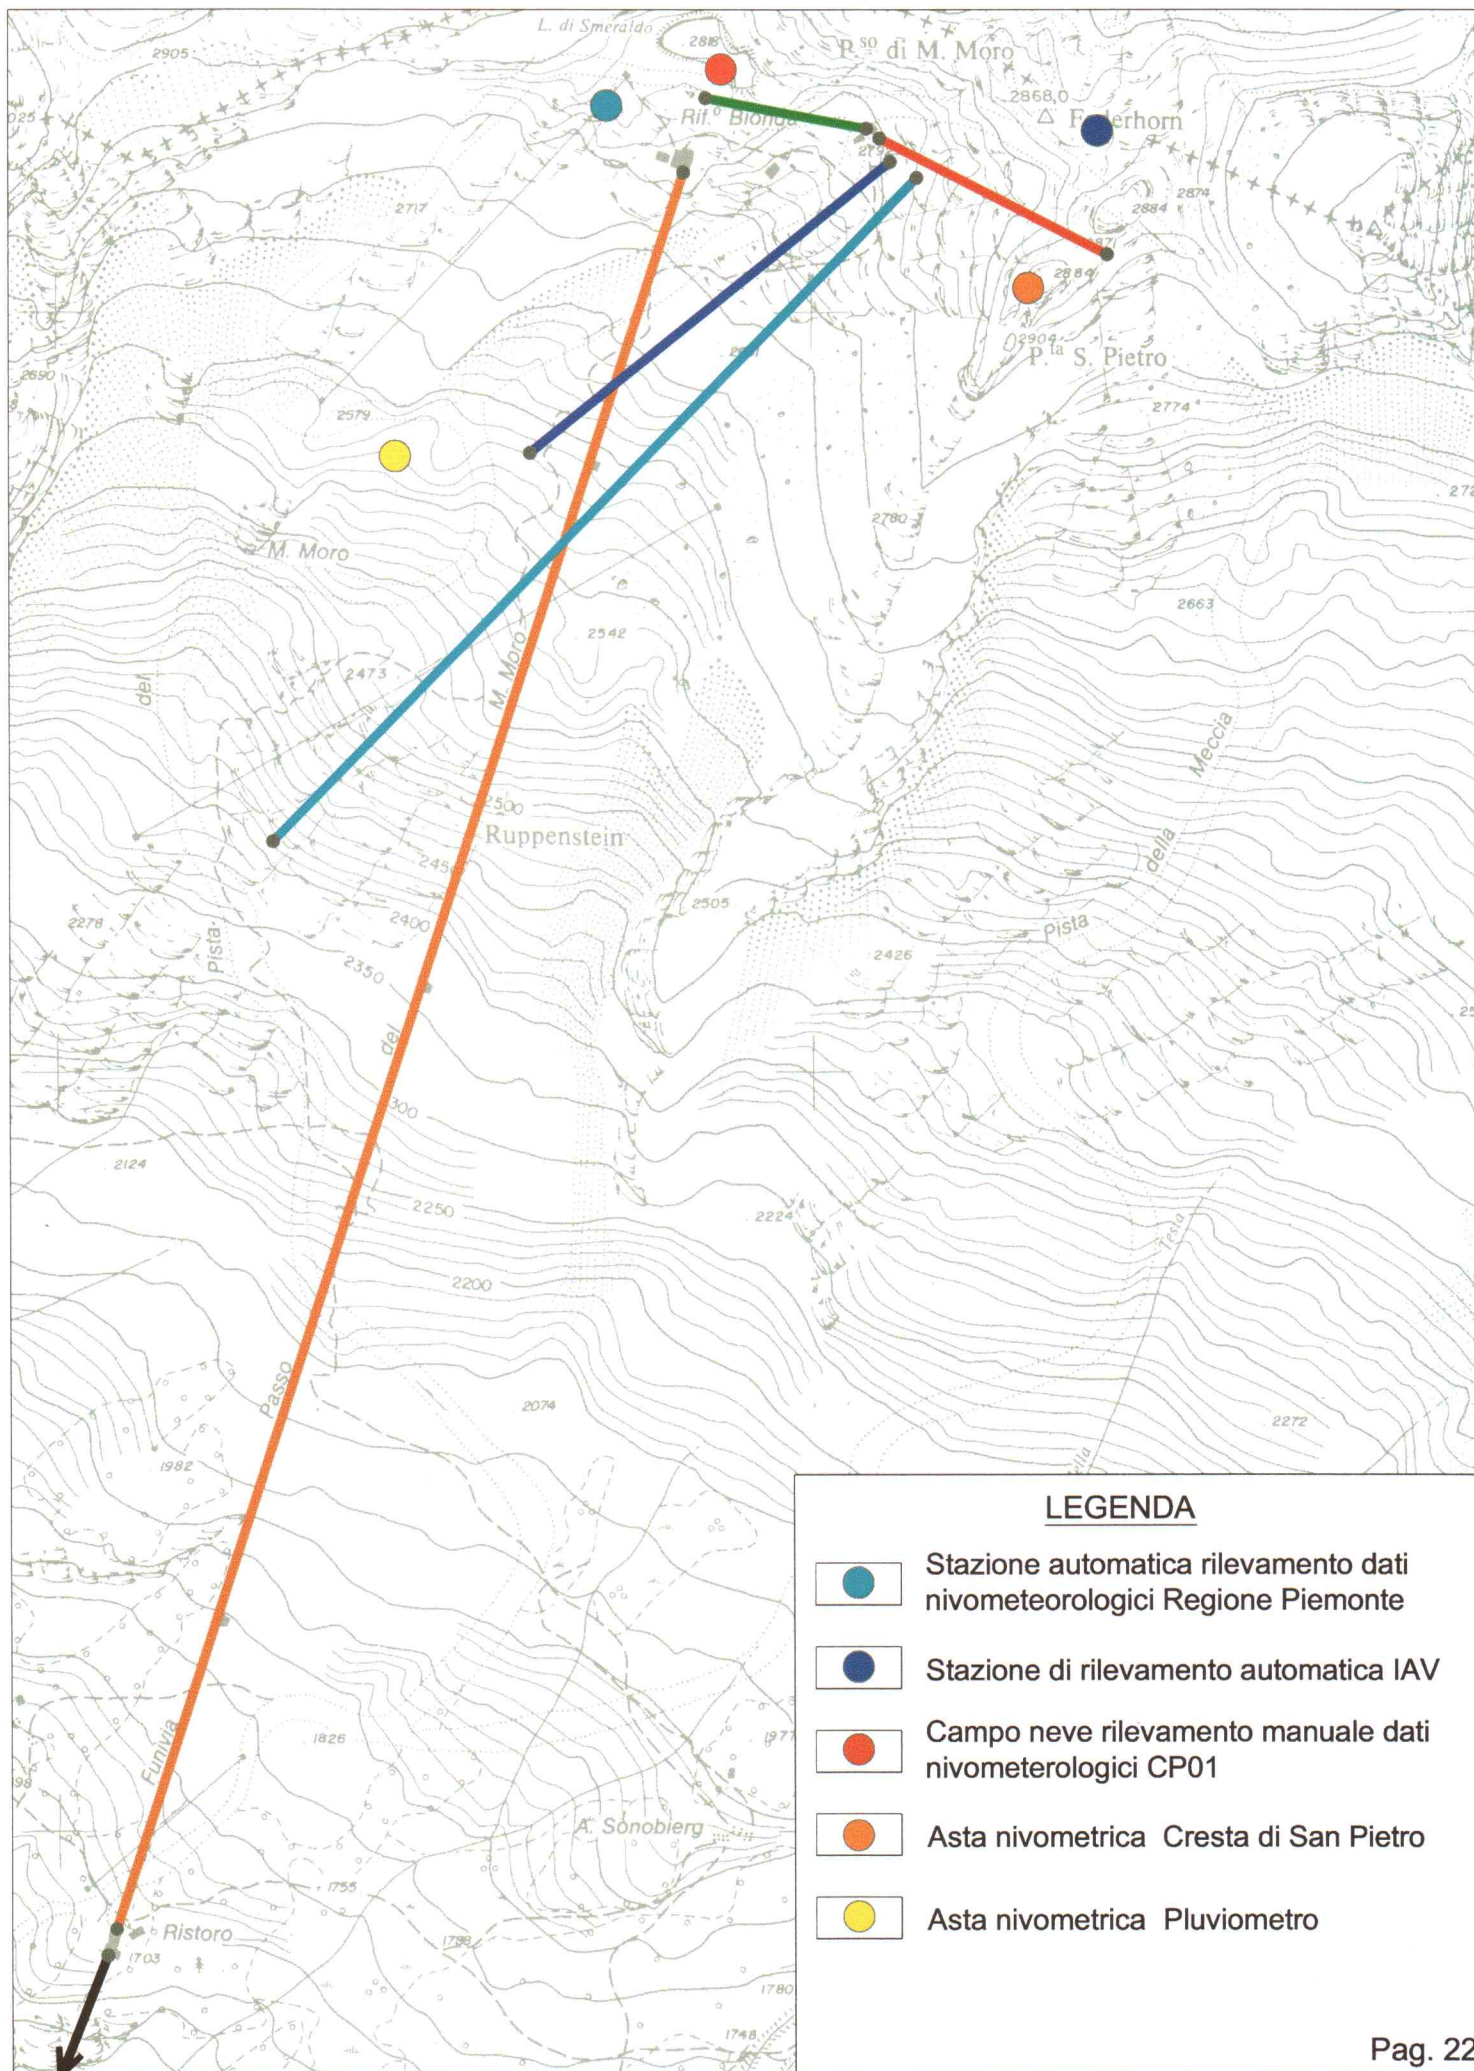 L. di Smeraldo
2905
P.so di M. Moro
2868,0
Rif.o
2874
2884
2717
2884
2904
P.ta S. Pietro
2690
2774
2579
2780
M. Moro
2663
2542
M. Moro
2473
del
Meccia
2500
Ruppenstein
2450
della
2505
2400
2278
Pista
Pista
2426
2350
del
2124
2250
2224
Testa
2200
Passo
2074
2272
1982
LEGENDA
Stazione automatica rilevamento dati
nivometeorologici Regione Piemonte
Stazione di rilevamento automatica IAV
Campo neve rilevamento manuale dati
nivometerologici CP01
Funivia
1826
A. Sonobierg
Asta nivometrica Cresta di San Pietro
1755
Asta nivometrica Pluviometro
Ristoro
1703
1780
1748
Pag. 22